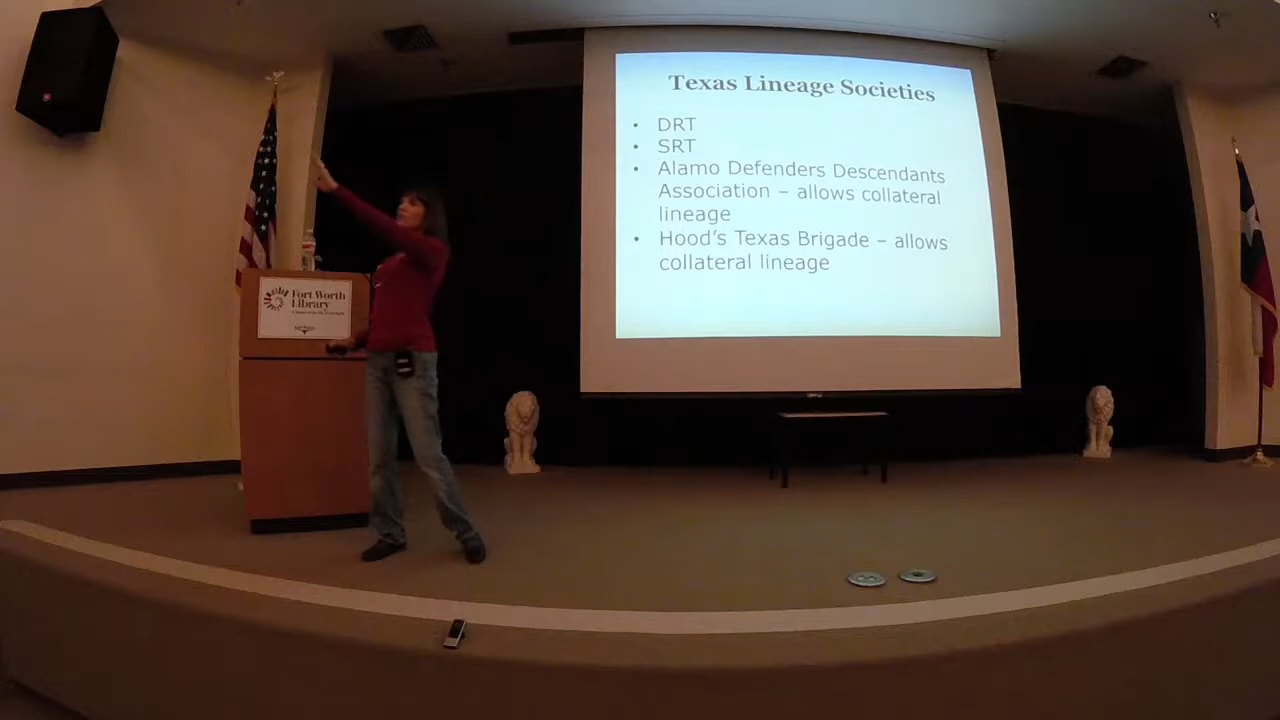 Texas Lineage Societies
• DRT
• SRT
• Alamo Defenders Descendants
Association – allows collateral
lineage
• Hood's Texas Brigade – allows
collateral lineage
Fort Worth
Library